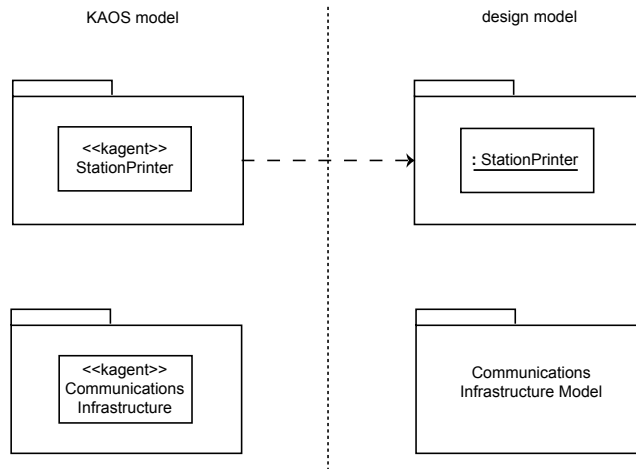 KAOS model
design model
<<kagent>>
StationPrinter
: StationPrinter
<<kagent>>
Communications
Infrastructure
Communications
Infrastructure Model